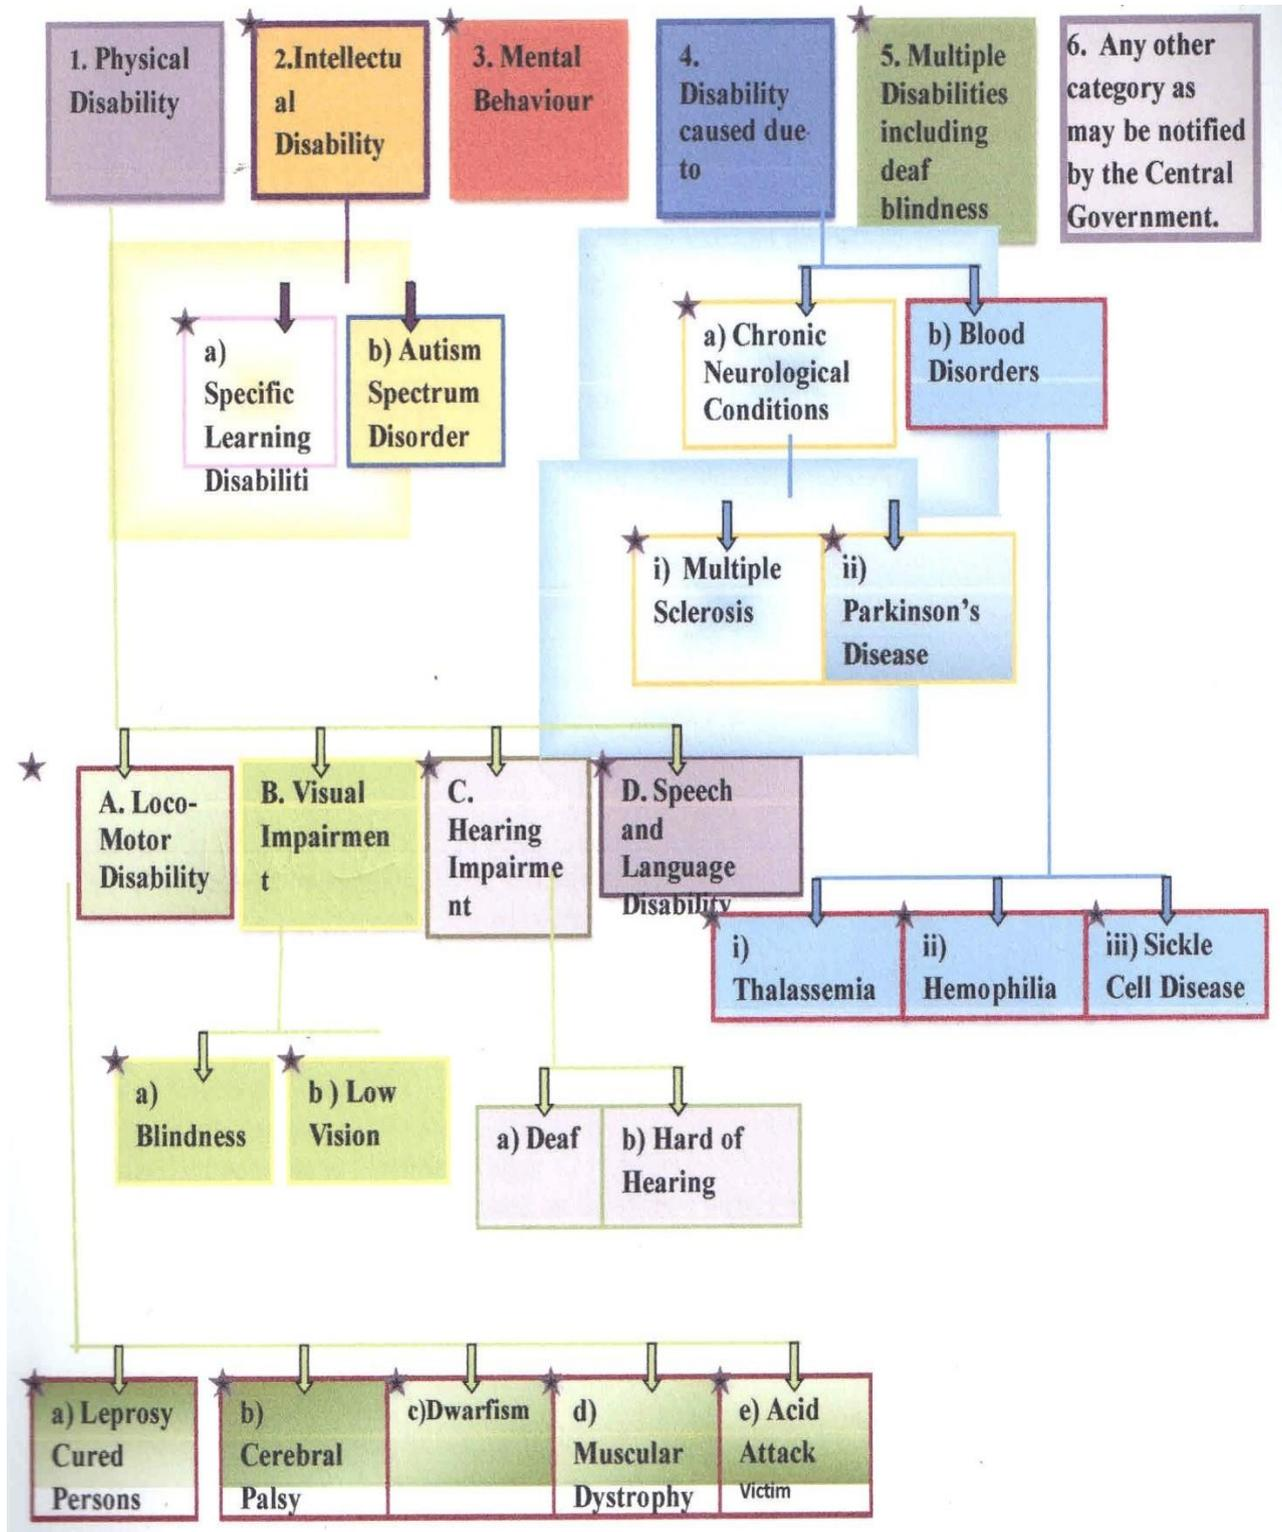 1. Physical
Disability
2.Intellectu
al
Disability
3. Mental
Behaviour
4.
Disability
caused due
to
5. Multiple
Disabilities
including
deaf
blindness
6. Any other
category as
may be notified
by the Central
Government.
a)
Specific
Learning
Disabiliti
b) Autism
Spectrum
Disorder
a) Chronic
Neurological
Conditions
b) Blood
Disorders
i) Multiple
Sclerosis
ii)
Parkinson's
Disease
A. Loco-
Motor
Disability
B. Visual
Impairmen
t
C.
Hearing
Impairme
nt
D. Speech
and
Language
Disability
i)
Thalassemia
ii)
Hemophilia
iii) Sickle
Cell Disease
a)
Blindness
b ) Low
Vision
a) Deaf
b) Hard of
Hearing
a) Leprosy
Cured
Persons
b)
Cerebral
Palsy
c)Dwarfism
d)
Muscular
Dystrophy
e) Acid
Attack
Victim